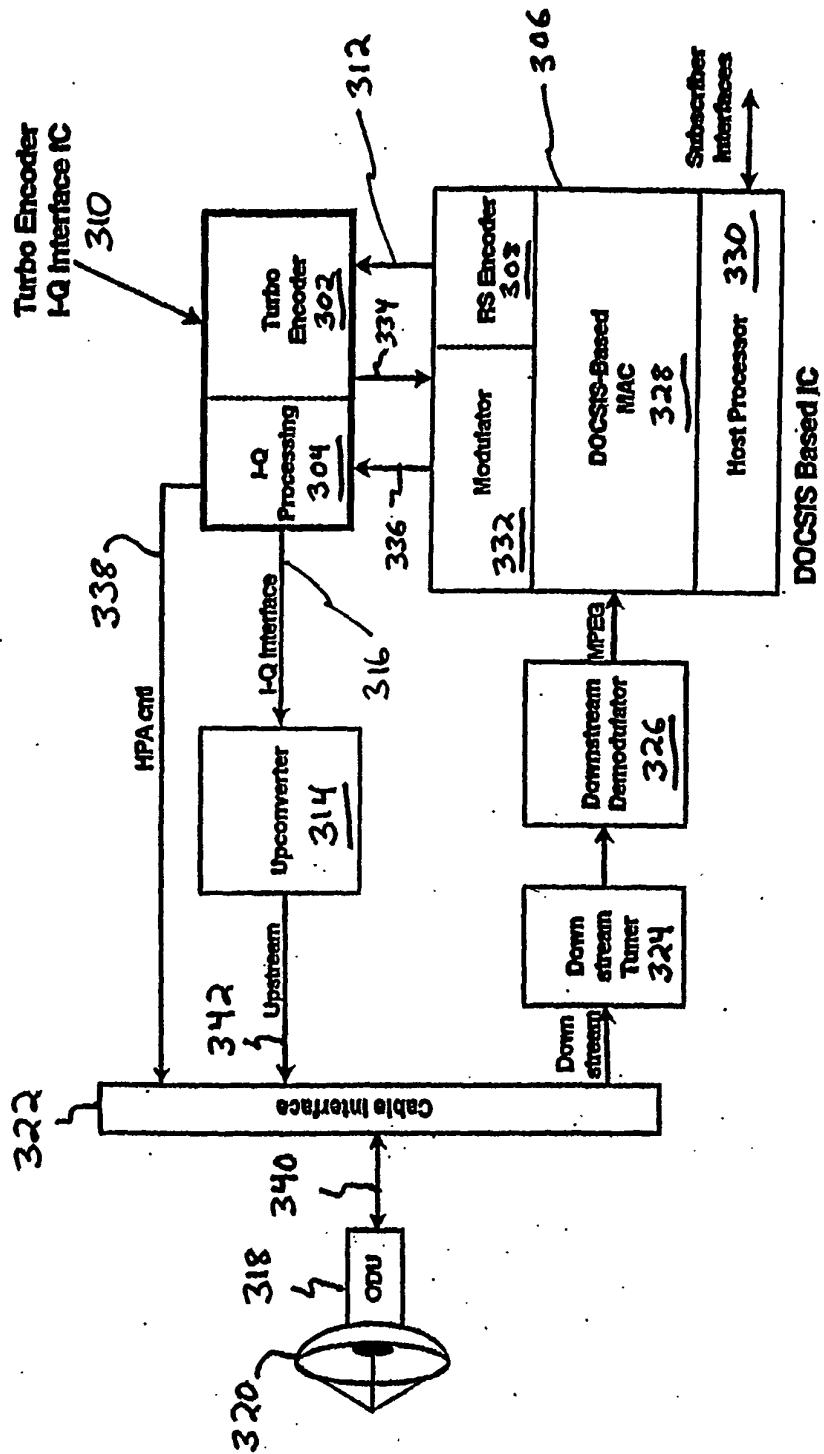 Turbo Encoder
I-Q Interface IC
310
338
HPA cntl
322
342
Upstream
Upconverter
314
I-Q Interface
316
I-Q
Processing
304
Turbo
Encoder
302
334
312
336
320
318
ODU
340
Cable Interface
Down
stream
Down
stream
Tuner
324
Downstream
Demodulator
326
MPEG
Modulator
332
RS Encoder
308
DOCSIS-Based
MAC
328
Host Processor
330
306
Subscriber
Interfaces
DOCSIS Based IC